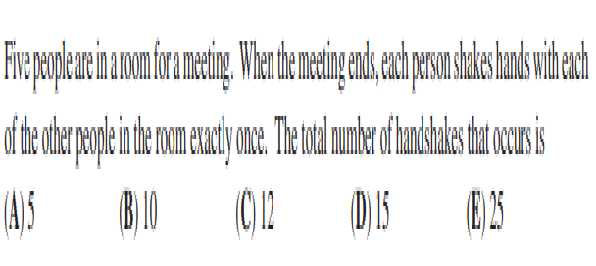 Five people are in a room for a meeting. When the meeting ends, each person shakes hands with each
of the other people in the room exactly once. The total number of handshakes that occurs is
(A) 5 (B) 10 (C) 12 (D) 15 (E) 25